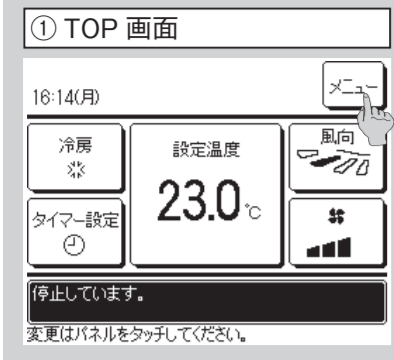 ① TOP 画面
16:14(月)
メニュー
冷房
設定温度
風向
23.0℃
タイマー設定
停止しています。
変更はパネルをタッチしてください。